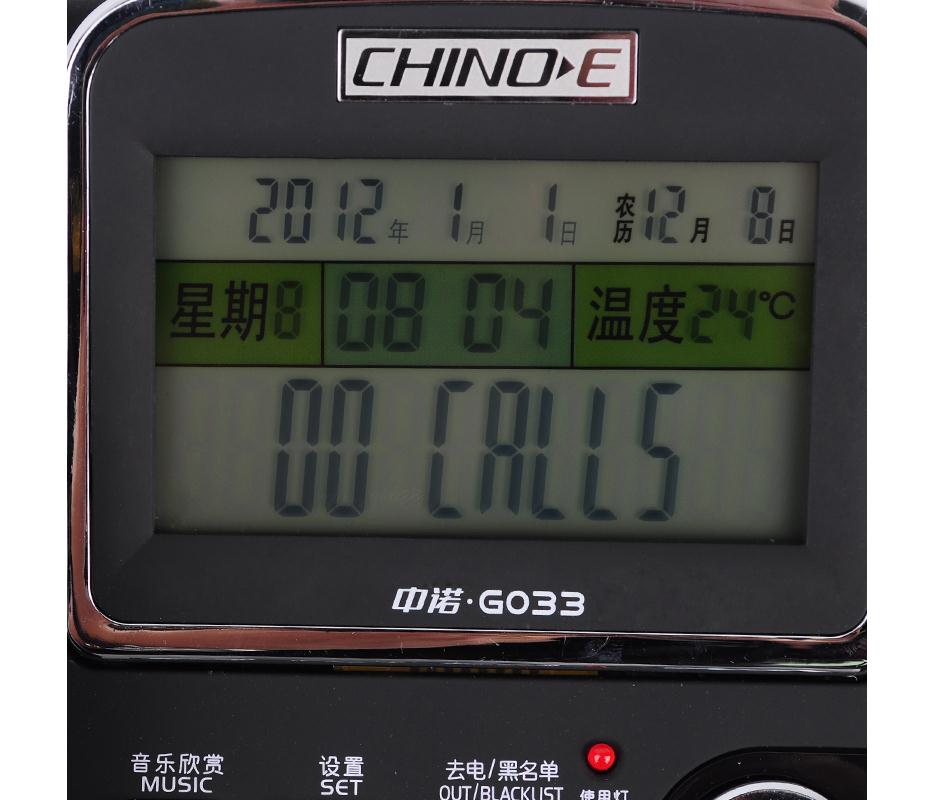 CHINO-E
2012年 1月 1日 农历12月 8日
星期8 08 04 温度24℃
00 CALLS
中诺·G033
音乐欣赏 设置 去电/黑名单
MUSIC SET OUT/BLACKLIST 使用灯